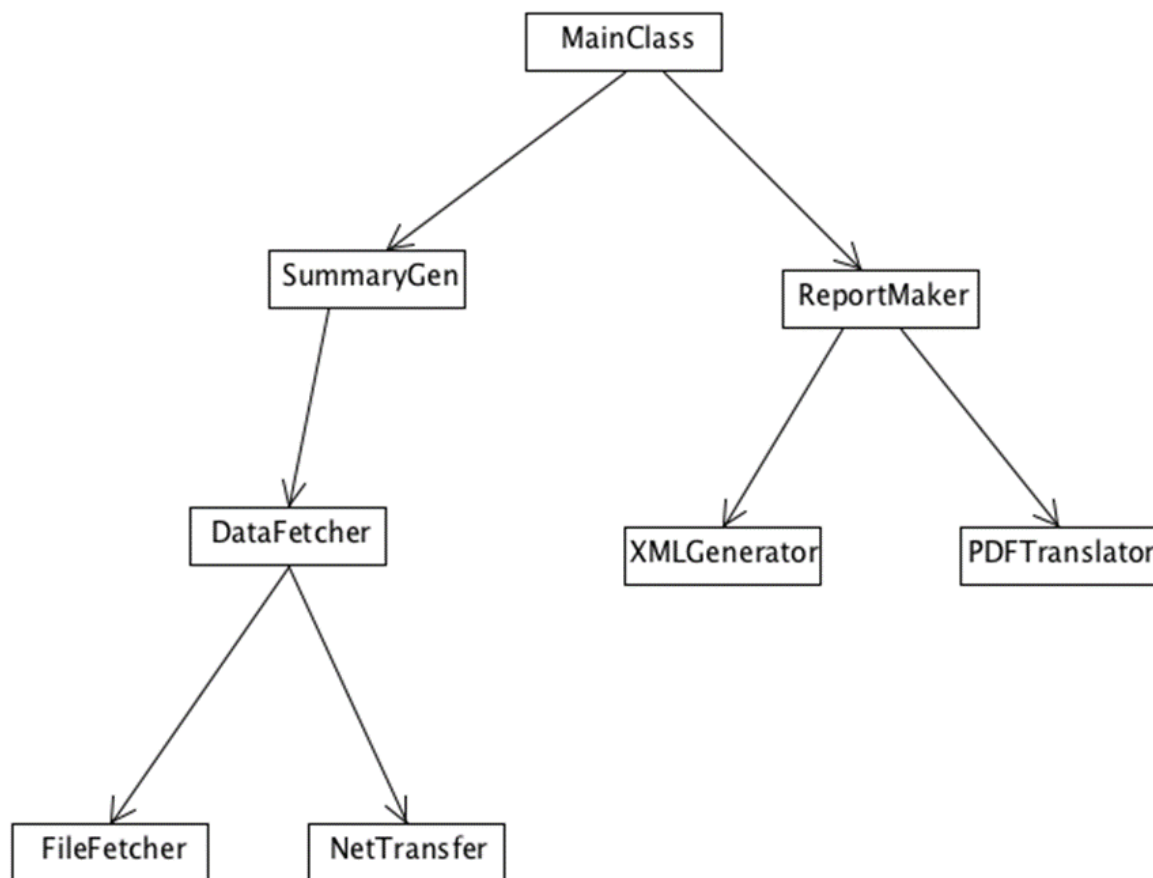 MainClass
SummaryGen
ReportMaker
DataFetcher
XMLGenerator
PDFTranslator
FileFetcher
NetTransfer